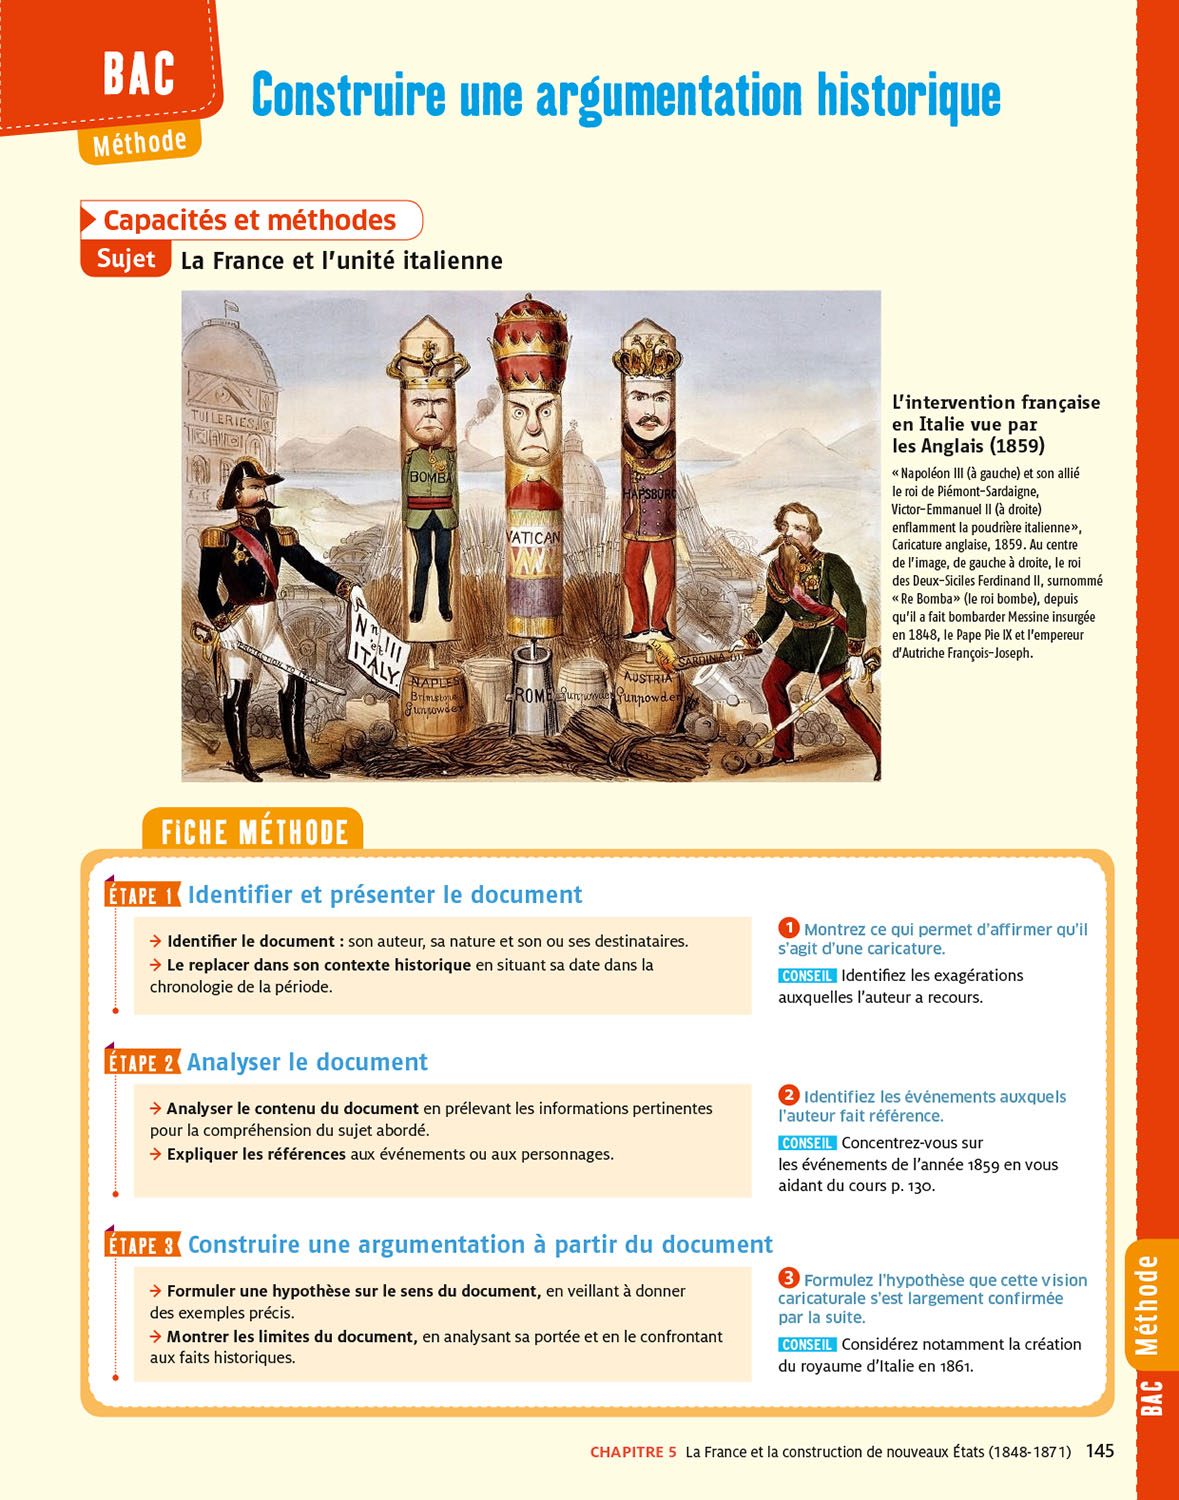 BAC
Méthode
Construire une argumentation historique
Capacités et méthodes
Sujet La France et l'unité italienne
TUILERIES
BOMBA
VATICAN
HAPSBURG
Nn III
et
ITALY.
PROTECTION TO
NAPLES
Brimstone
Gunpowder
ROME
Gunpowder
AUSTRIA
Gunpowder
SARDINIA
L'intervention française
en Italie vue par
les Anglais (1859)
« Napoléon III (à gauche) et son allié
le roi de Piémont-Sardaigne,
Victor-Emmanuel II (à droite)
enflamment la poudrière italienne»,
Caricature anglaise, 1859. Au centre
de l'image, de gauche à droite, le roi
des Deux-Siciles Ferdinand II, surnommé
« Re Bomba» (le roi bombe), depuis
qu'il a fait bombarder Messine insurgée
en 1848, le Pape Pie IX et l'empereur
d'Autriche François-Joseph.
FICHE MÉTHODE
ÉTAPE 1 Identifier et présenter le document
→ Identifier le document : son auteur, sa nature et son ou ses destinataires.
→ Le replacer dans son contexte historique en situant sa date dans la
chronologie de la période.
1 Montrez ce qui permet d'affirmer qu'il
s'agit d'une caricature.
CONSEIL Identifiez les exagérations
auxquelles l'auteur a recours.
ÉTAPE 2 Analyser le document
→ Analyser le contenu du document en prélevant les informations pertinentes
pour la compréhension du sujet abordé.
→ Expliquer les références aux événements ou aux personnages.
2 Identifiez les événements auxquels
l'auteur fait référence.
CONSEIL Concentrez-vous sur
les événements de l'année 1859 en vous
aidant du cours p. 130.
ÉTAPE 3 Construire une argumentation à partir du document
→ Formuler une hypothèse sur le sens du document, en veillant à donner
des exemples précis.
→ Montrer les limites du document, en analysant sa portée et en le confrontant
aux faits historiques.
3 Formulez l'hypothèse que cette vision
caricaturale s'est largement confirmée
par la suite.
CONSEIL Considérez notamment la création
du royaume d'Italie en 1861.
BAC Méthode
CHAPITRE 5 La France et la construction de nouveaux États (1848-1871) 145